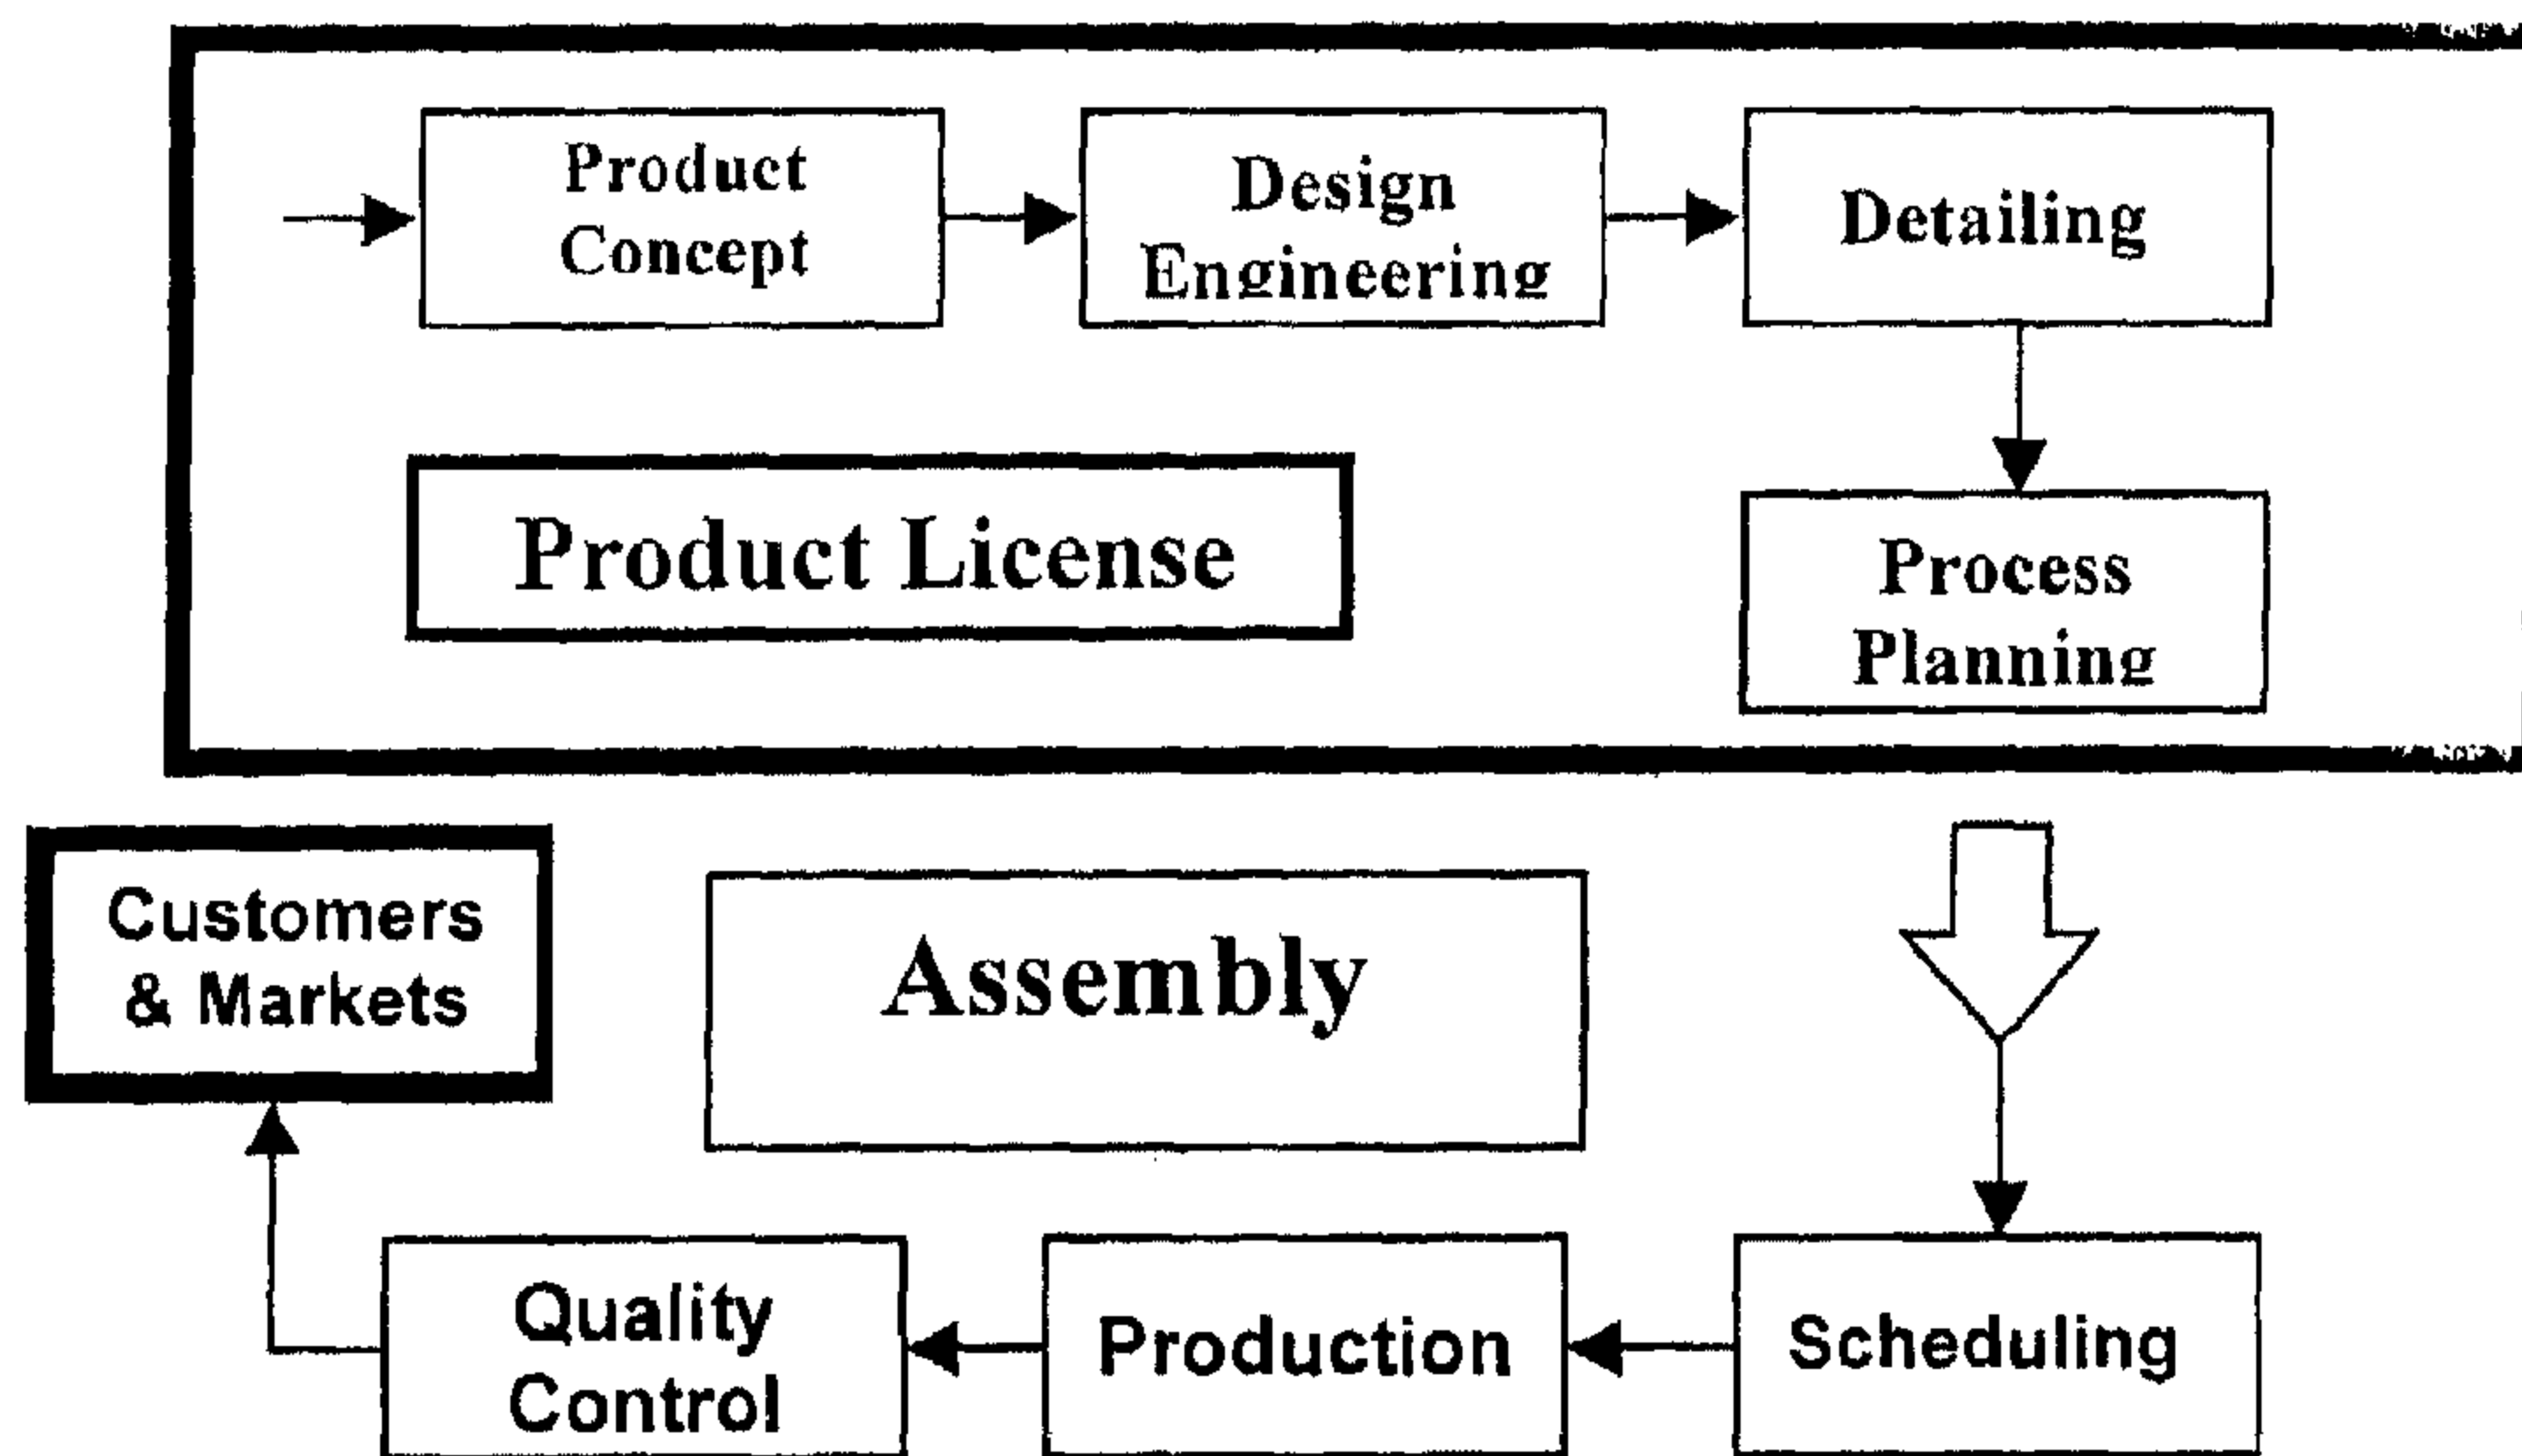 Product
Concept
Design
Engineering
Detailing
Product License
Process
Planning
Customers
& Markets
Assembly
Quality
Control
Production
Scheduling